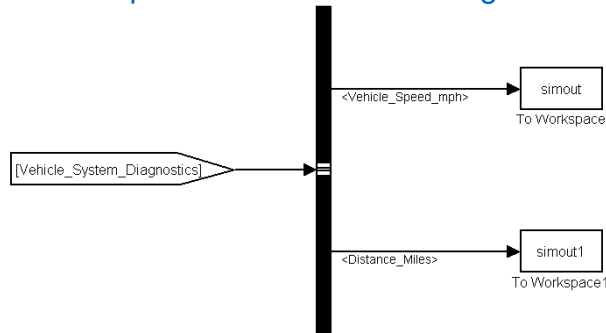 <Vehicle_Speed_mph>
simout
To Workspace
[Vehicle_System_Diagnostics]
<Distance_Miles>
simout1
To Workspace1